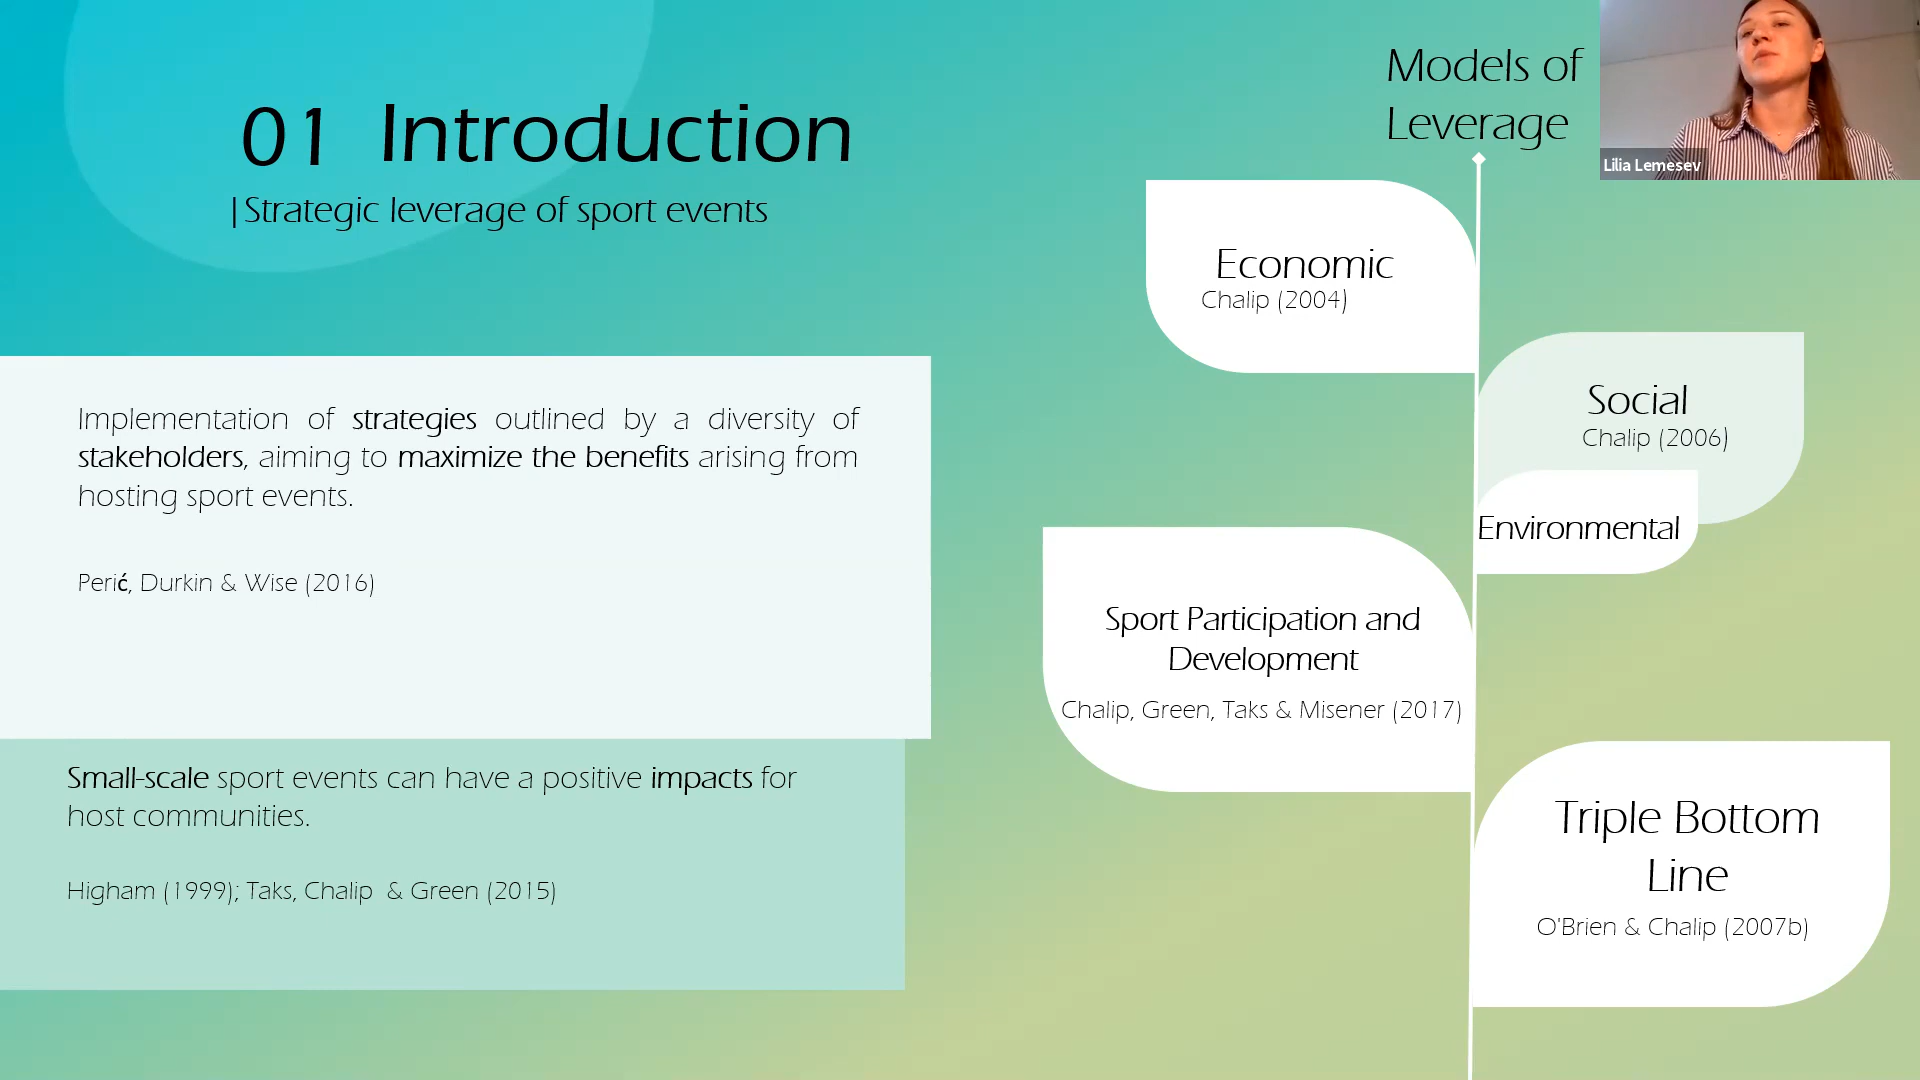 01 Introduction
|Strategic leverage of sport events
Implementation of strategies outlined by a diversity of
stakeholders, aiming to maximize the benefits arising from
hosting sport events.
Perić, Durkin & Wise (2016)
Small-scale sport events can have a positive impacts for
host communities.
Higham (1999); Taks, Chalip & Green (2015)
Models of
Leverage
Economic
Chalip (2004)
Social
Chalip (2006)
Environmental
Sport Participation and
Development
Chalip, Green, Taks & Misener (2017)
Triple Bottom
Line
O'Brien & Chalip (2007b)
Lilia Lemesev